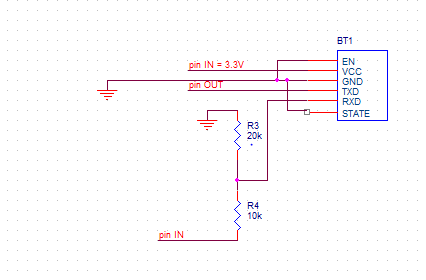 BT1
EN
pin IN = 3.3V
VCC
GND
pin OUT
TXD
RXD
STATE
R3
20k
R4
10k
pin IN